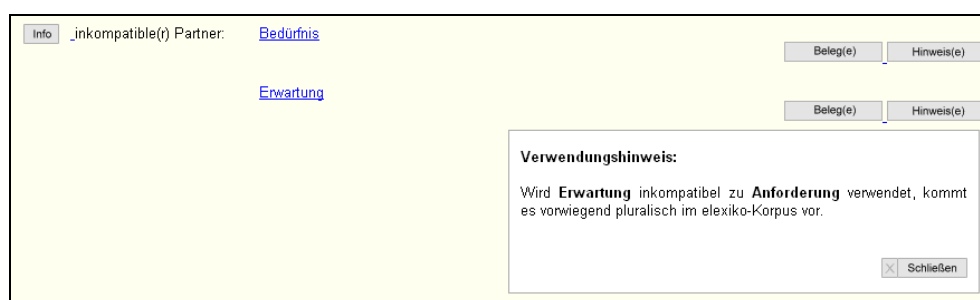 Info _inkompatible(r) Partner: Bedürfnis
Beleg(e) Hinweis(e)
Erwartung
Beleg(e) Hinweis(e)
Verwendungshinweis:
Wird Erwartung inkompatibel zu Anforderung verwendet, kommt
es vorwiegend pluralisch im elexiko-Korpus vor.
X Schließen